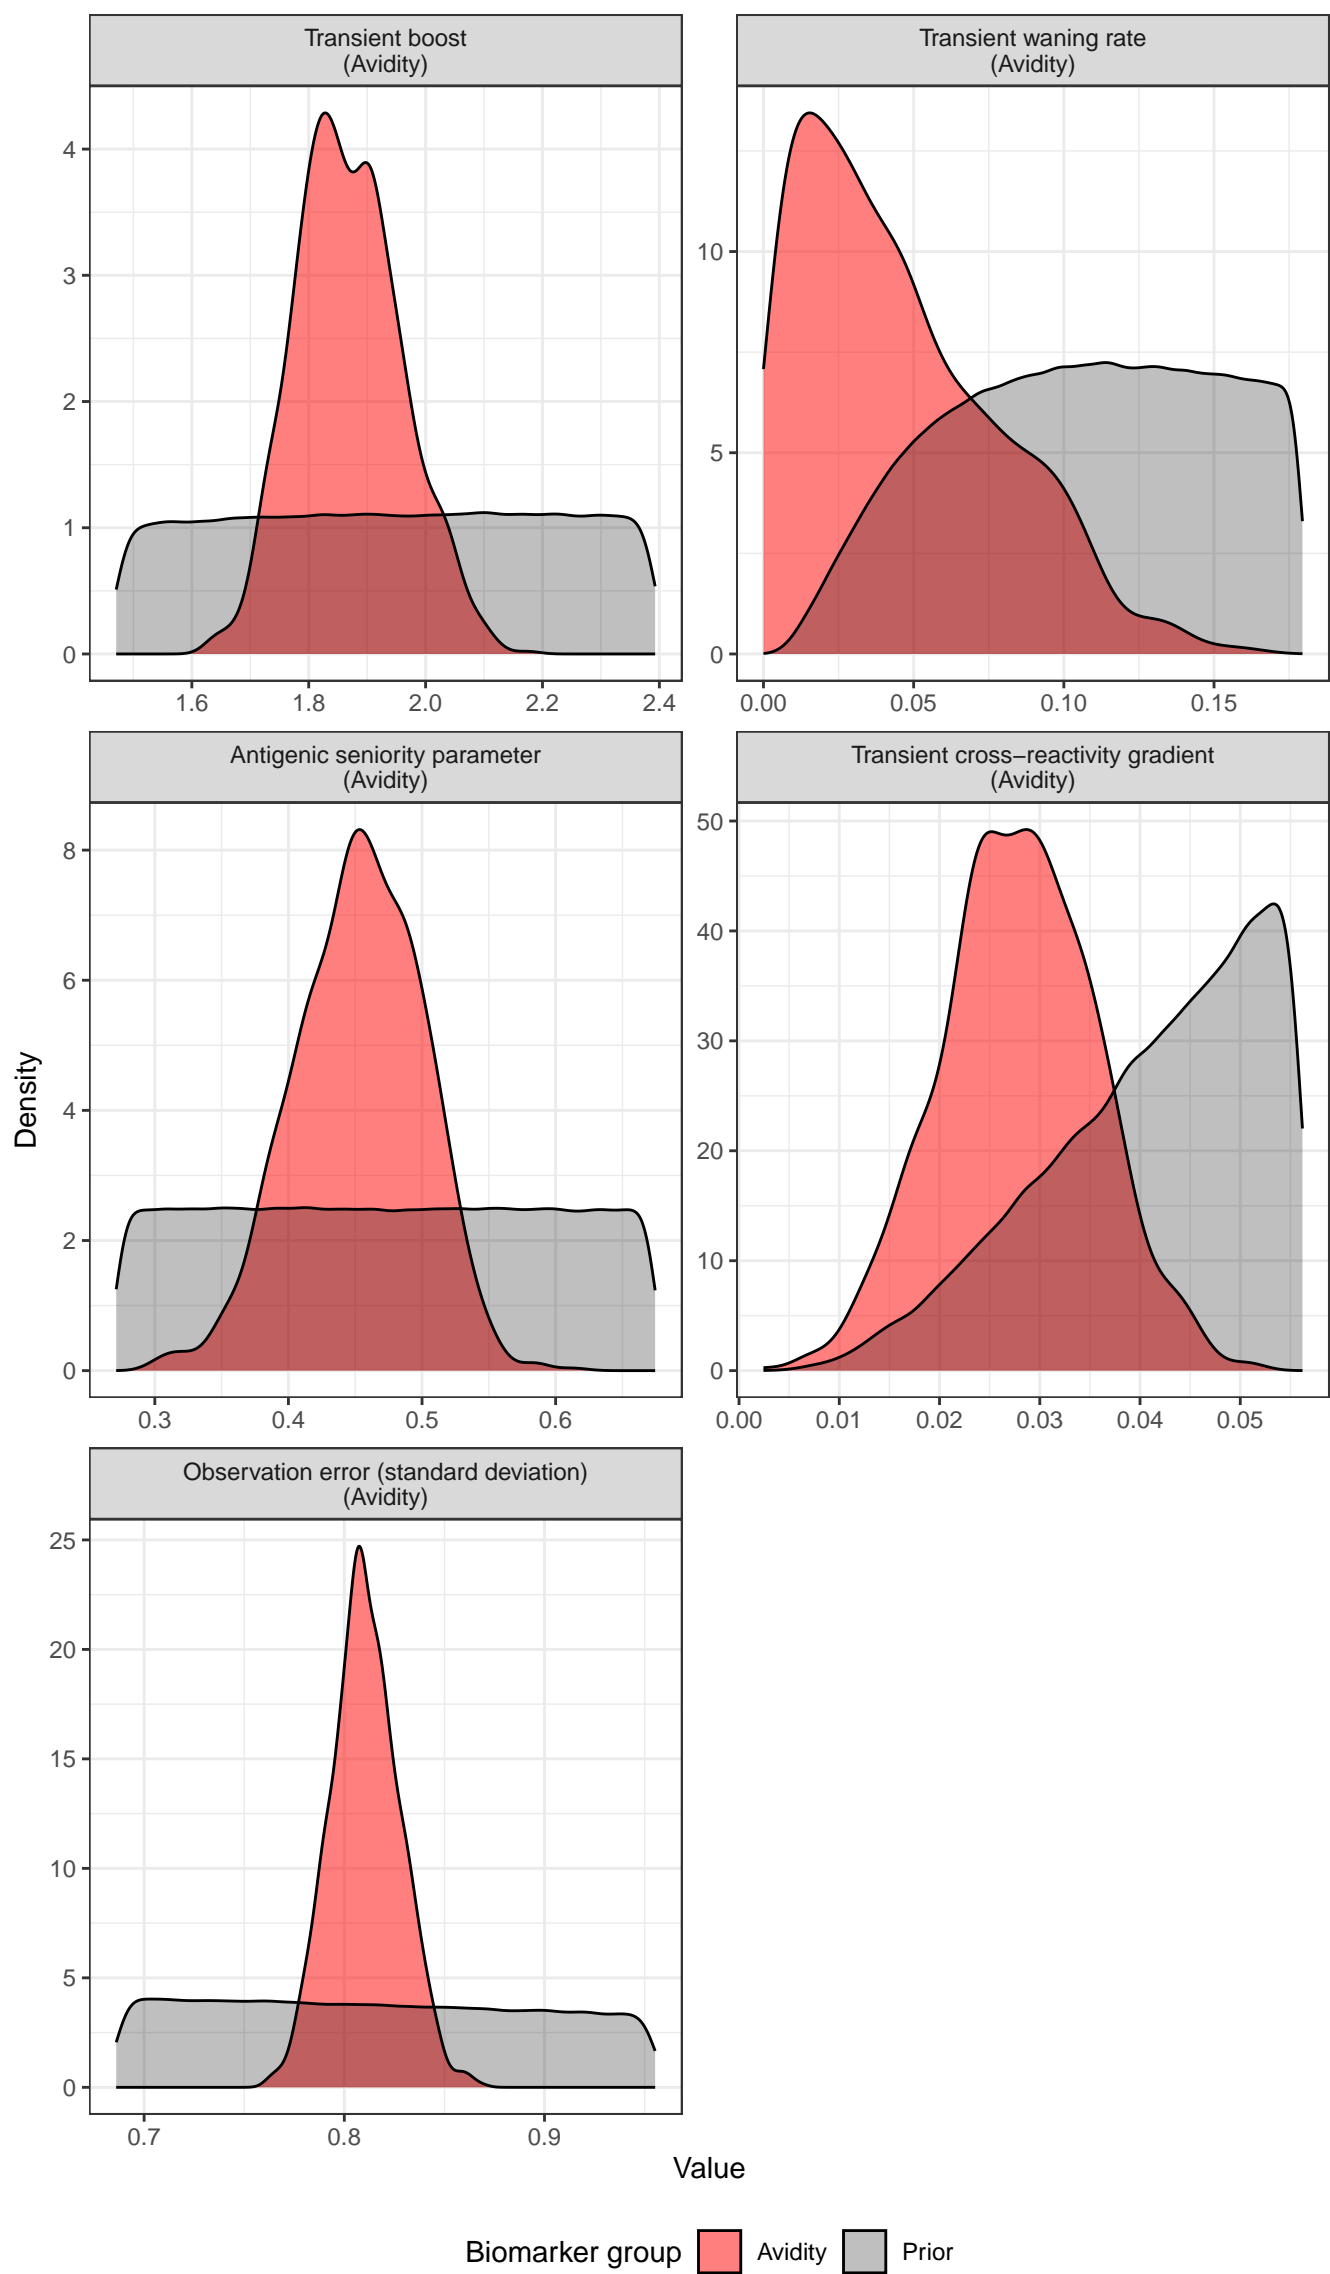 Transient boost
(Avidity)
Transient waning rate
(Avidity)
4
3
2
1
0
10
5
0
1.6 1.8 2.0 2.2 2.4
0.00 0.05 0.10 0.15
Antigenic seniority parameter
(Avidity)
Transient cross−reactivity gradient
(Avidity)
8
6
4
2
0
50
40
30
20
10
0
0.3 0.4 0.5 0.6
0.00 0.01 0.02 0.03 0.04 0.05
Observation error (standard deviation)
(Avidity)
25
20
15
10
5
0
0.7 0.8 0.9
Density
Value
Biomarker group Avidity Prior